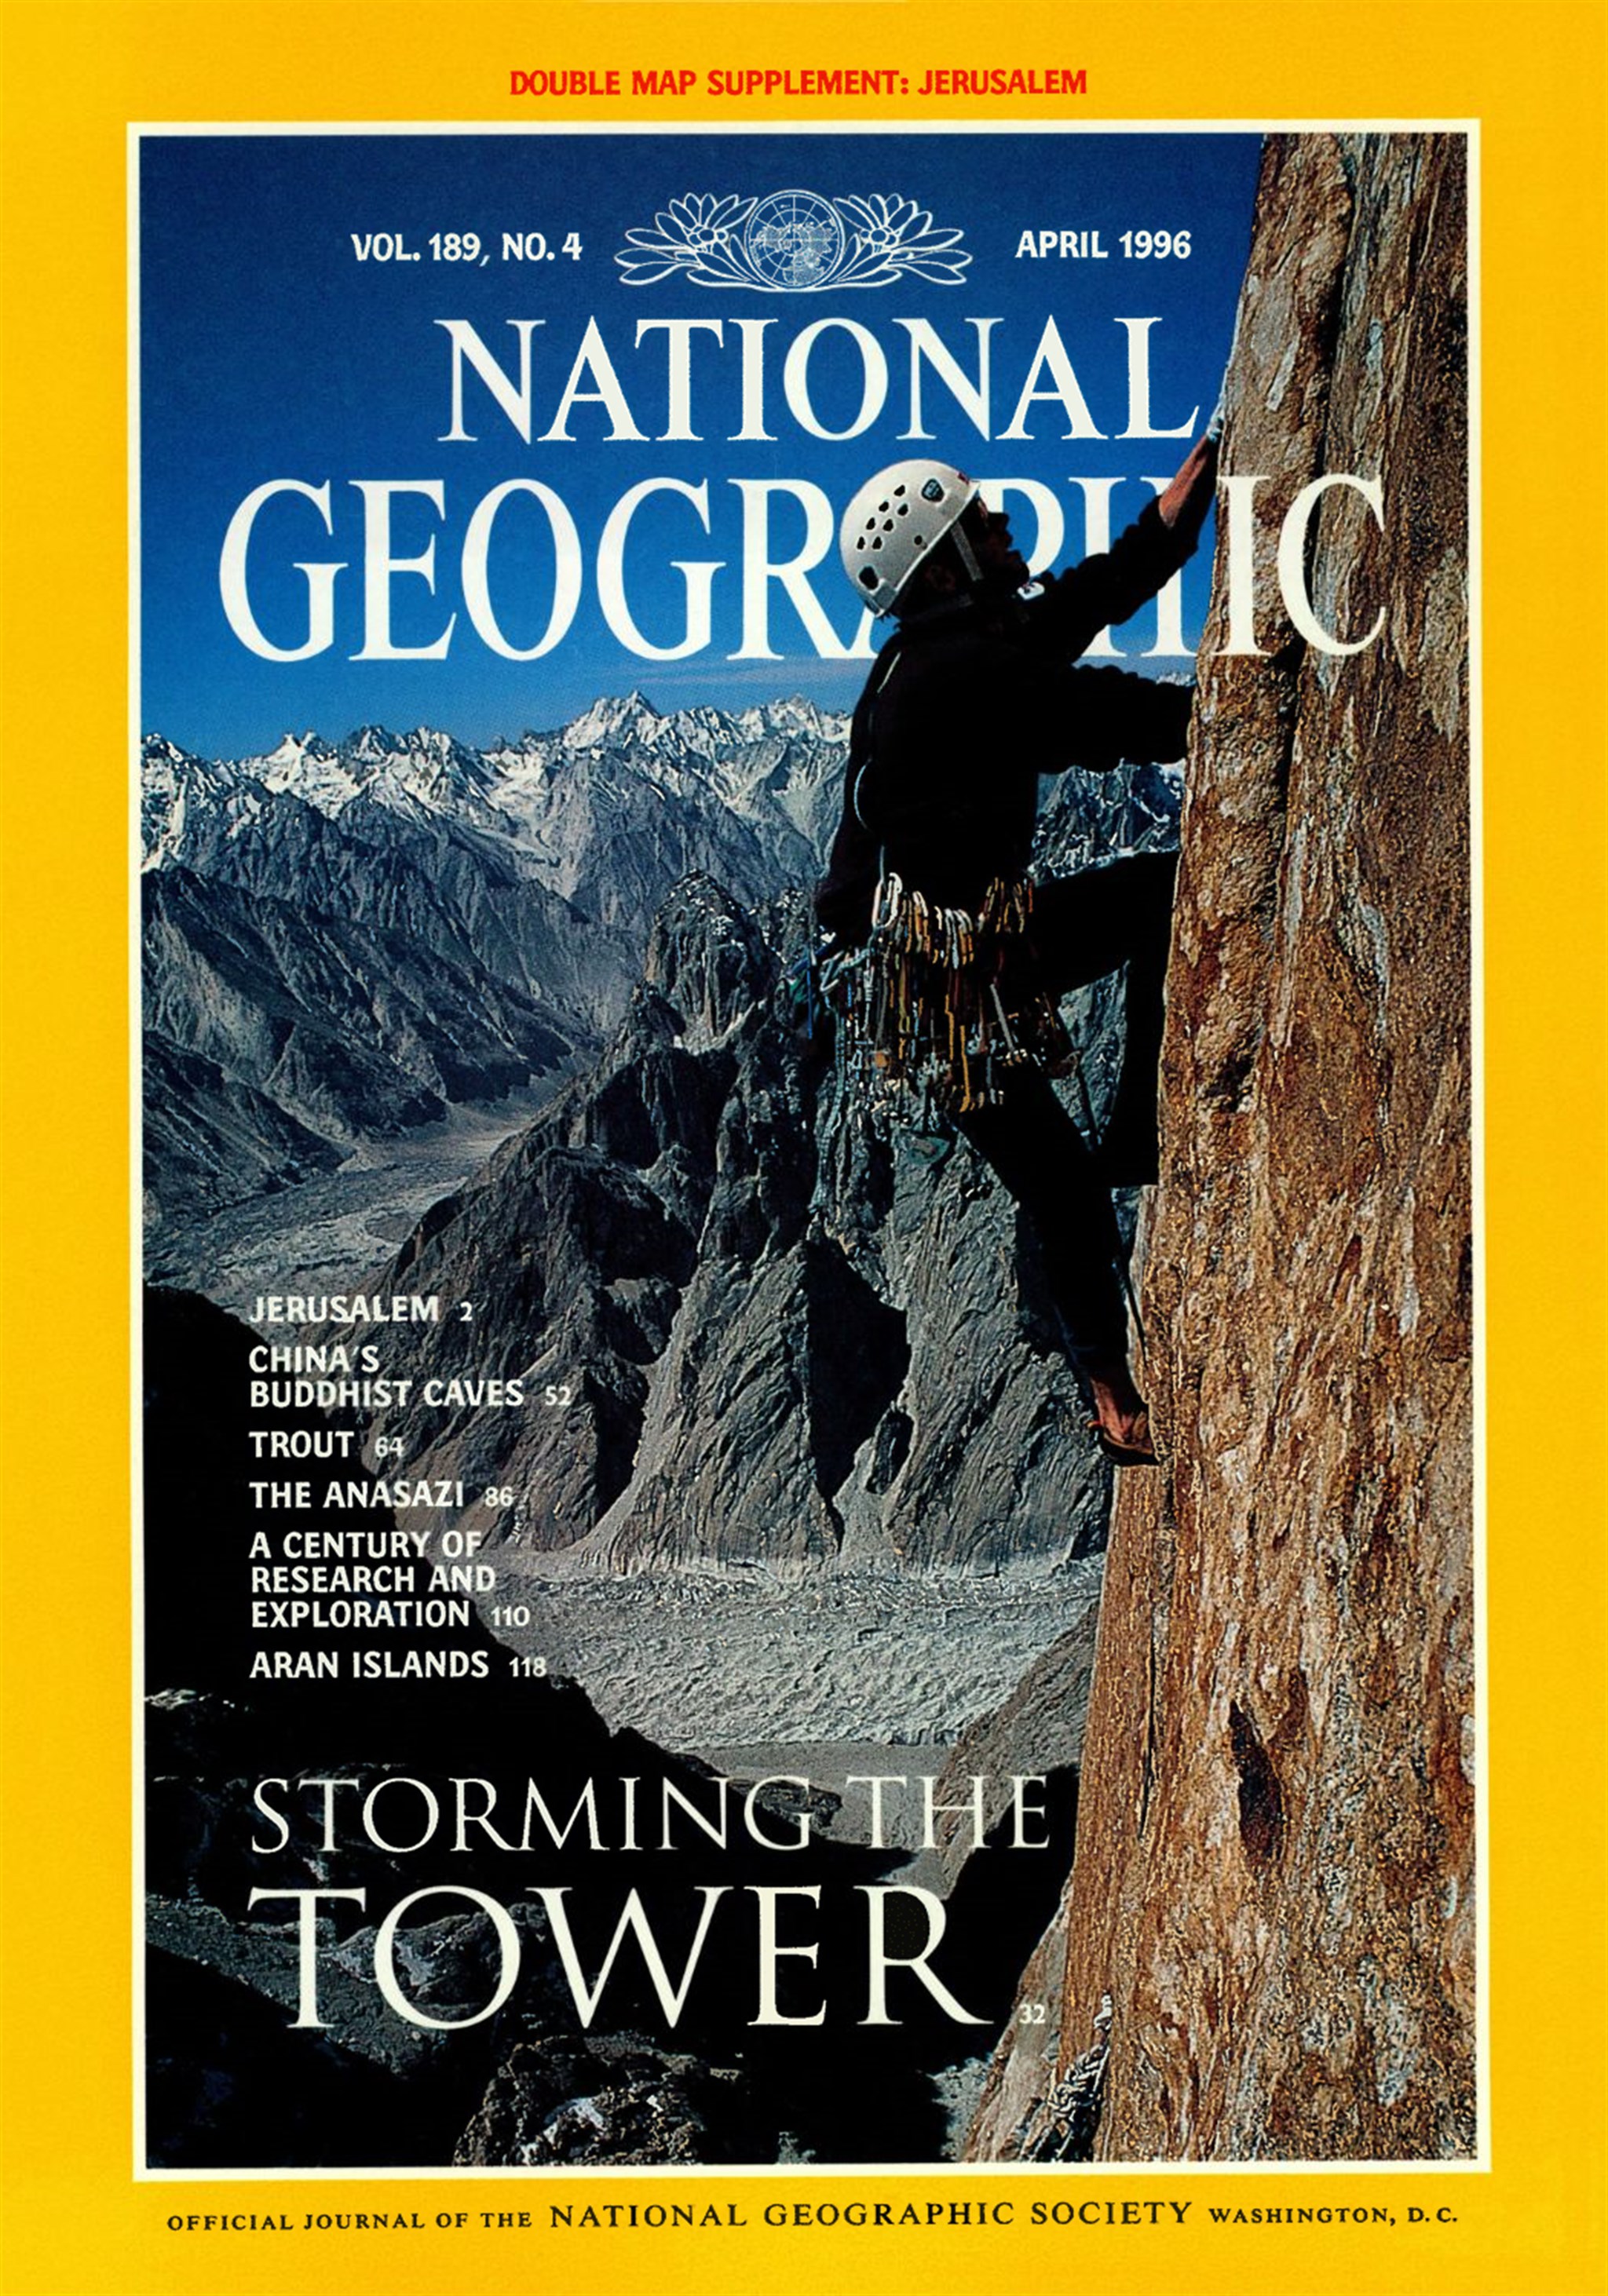 DOUBLE MAP SUPPLEMENT: JERUSALEM
VOL. 189, NO. 4
APRIL 1996
NATIONAL
GEOGRAPHIC
JERUSALEM 2
CHINA'S
BUDDHIST CAVES 52
TROUT 64
THE ANASAZI 86
A CENTURY OF
RESEARCH AND
EXPLORATION 110
ARAN ISLANDS 118
STORMING THE
TOWER 32
OFFICIAL JOURNAL OF THE NATIONAL GEOGRAPHIC SOCIETY WASHINGTON, D.C.